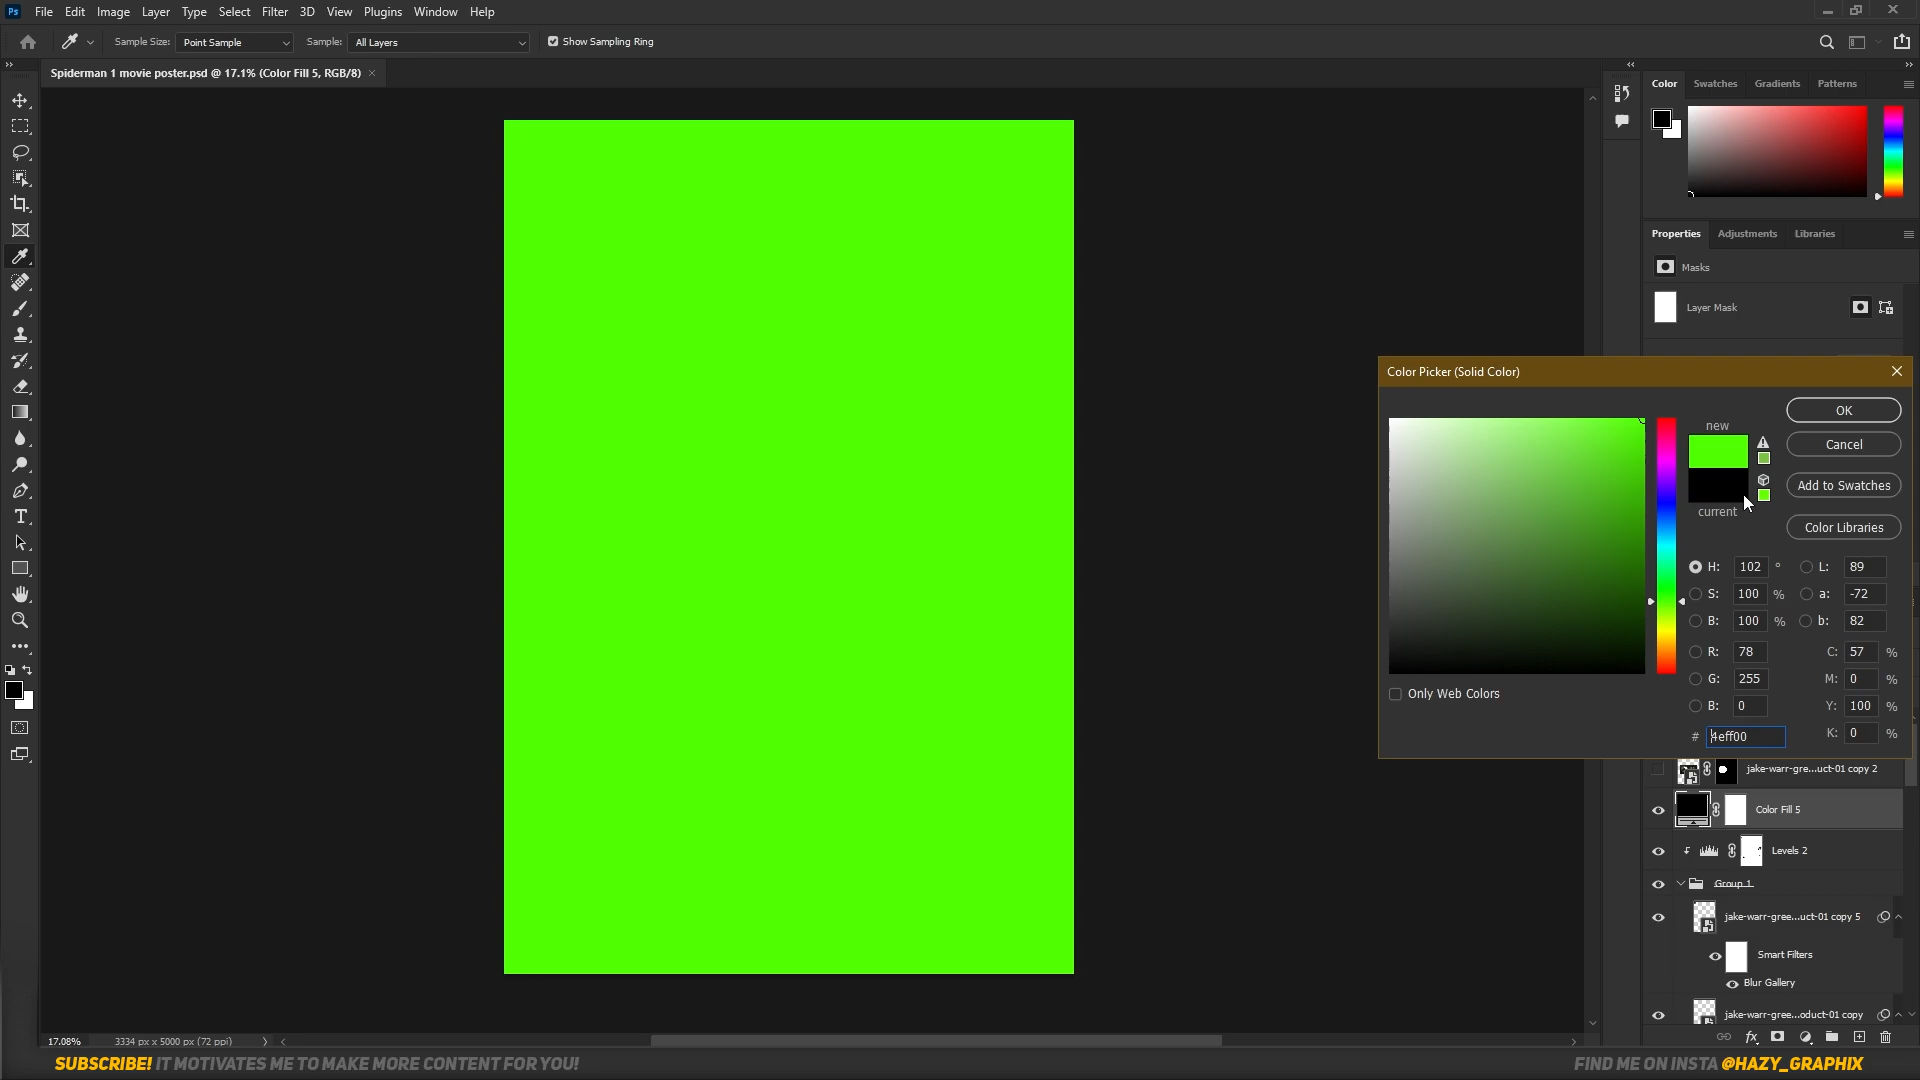 Ps File Edit Image Layer Type Select Filter 3D View Plugins Window Help
Sample Size: Point Sample Sample: All Layers Show Sampling Ring
Spiderman 1 movie poster.psd @ 17.1% (Color Fill 5, RGB/8)
Color Swatches Gradients Patterns
Properties Adjustments Libraries
Masks
Layer Mask
Color Picker (Solid Color)
new
current
OK
Cancel
Add to Swatches
Color Libraries
H: 102 ° L: 89
S: 100 % a: -72
B: 100 % b: 82
R: 78 C: 57 %
G: 255 M: 0 %
B: 0 Y: 100 %
# 4eff00 K: 0 %
Only Web Colors
jake-warr-gre...uct-01 copy 2
Color Fill 5
Levels 2
Group 1
jake-warr-gree...uct-01 copy 5
Smart Filters
Blur Gallery
jake-warr-gree...oduct-01 copy
fx
17.08% 3334 px x 5000 px (72 ppi)
SUBSCRIBE! IT MOTIVATES ME TO MAKE MORE CONTENT FOR YOU!
FIND ME ON INSTA @HAZY_GRAPHIX